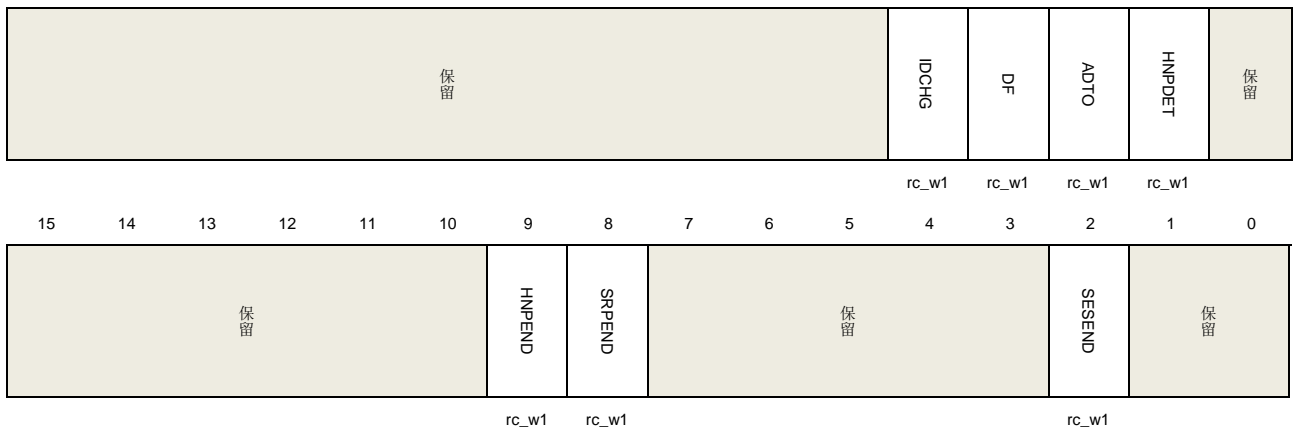 保留 IDCHG DF ADTO HNPDET 保留
rc_w1 rc_w1 rc_w1 rc_w1
15 14 13 12 11 10 9 8 7 6 5 4 3 2 1 0
保留 HNPEND SRPEND 保留 SESEND 保留
rc_w1 rc_w1 rc_w1